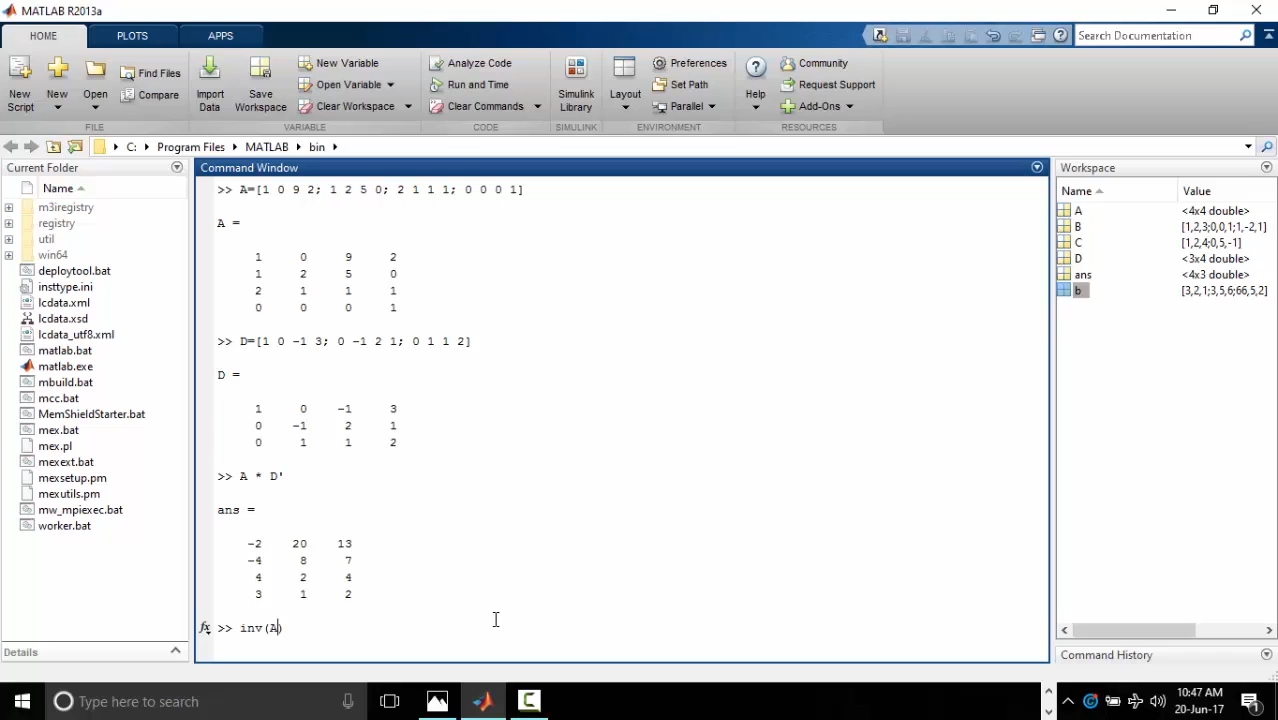 MATLAB R2013a
HOME PLOTS APPS Search Documentation
New Script New Open Find Files Compare Import Data Save Workspace New Variable Open Variable Clear Workspace Analyze Code Run and Time Clear Commands Simulink Library Layout Preferences Set Path Parallel Help Community Request Support Add-Ons
FILE VARIABLE CODE SIMULINK ENVIRONMENT RESOURCES
C: Program Files MATLAB bin
Current Folder
Name
m3iregistry
registry
util
win64
deploytool.bat
insttype.ini
lcdata.xml
lcdata.xsd
lcdata_utf8.xml
matlab.bat
matlab.exe
mbuild.bat
mcc.bat
MemShieldStarter.bat
mex.bat
mex.pl
mexext.bat
mexsetup.pm
mexutils.pm
mw_mpiexec.bat
worker.bat
Details
Command Window
>> A=[1 0 9 2; 1 2 5 0; 2 1 1 1; 0 0 0 1]
A =
1 0 9 2
1 2 5 0
2 1 1 1
0 0 0 1
>> D=[1 0 -1 3; 0 -1 2 1; 0 1 1 2]
D =
1 0 -1 3
0 -1 2 1
0 1 1 2
>> A * D'
ans =
-2 20 13
-4 8 7
4 2 4
3 1 2
fx >> inv(A)
Workspace
Name Value
A <4x4 double>
B [1,2,3;0,0,1;1,-2,1]
C [1,2,4;0,5,-1]
D <3x4 double>
ans <4x3 double>
b [3,2,1;3,5,6;66,5,2]
Command History
Type here to search
10:47 AM
20-Jun-17
1